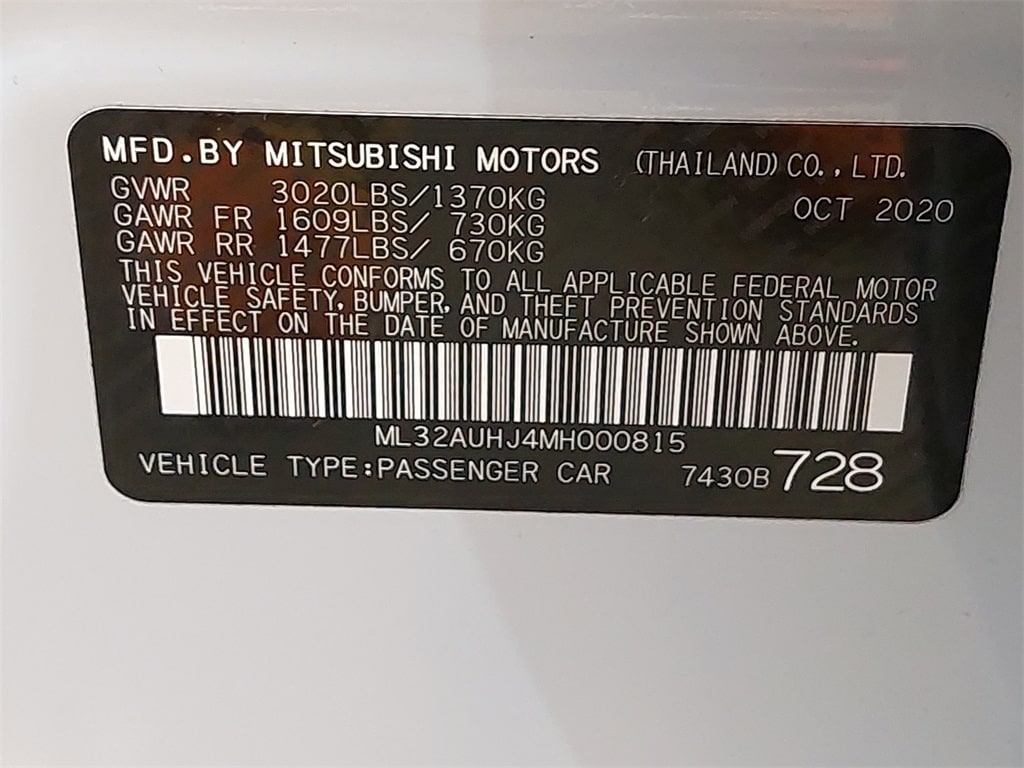 MFD.BY MITSUBISHI MOTORS (THAILAND) CO., LTD.
GVWR 3020LBS/1370KG OCT 2020
GAWR FR 1609LBS/ 730KG
GAWR RR 1477LBS/ 670KG
THIS VEHICLE CONFORMS TO ALL APPLICABLE FEDERAL MOTOR
VEHICLE SAFETY, BUMPER, AND THEFT PREVENTION STANDARDS
IN EFFECT ON THE DATE OF MANUFACTURE SHOWN ABOVE.
ML32AUHJ4MH000815
VEHICLE TYPE:PASSENGER CAR 7430B 728